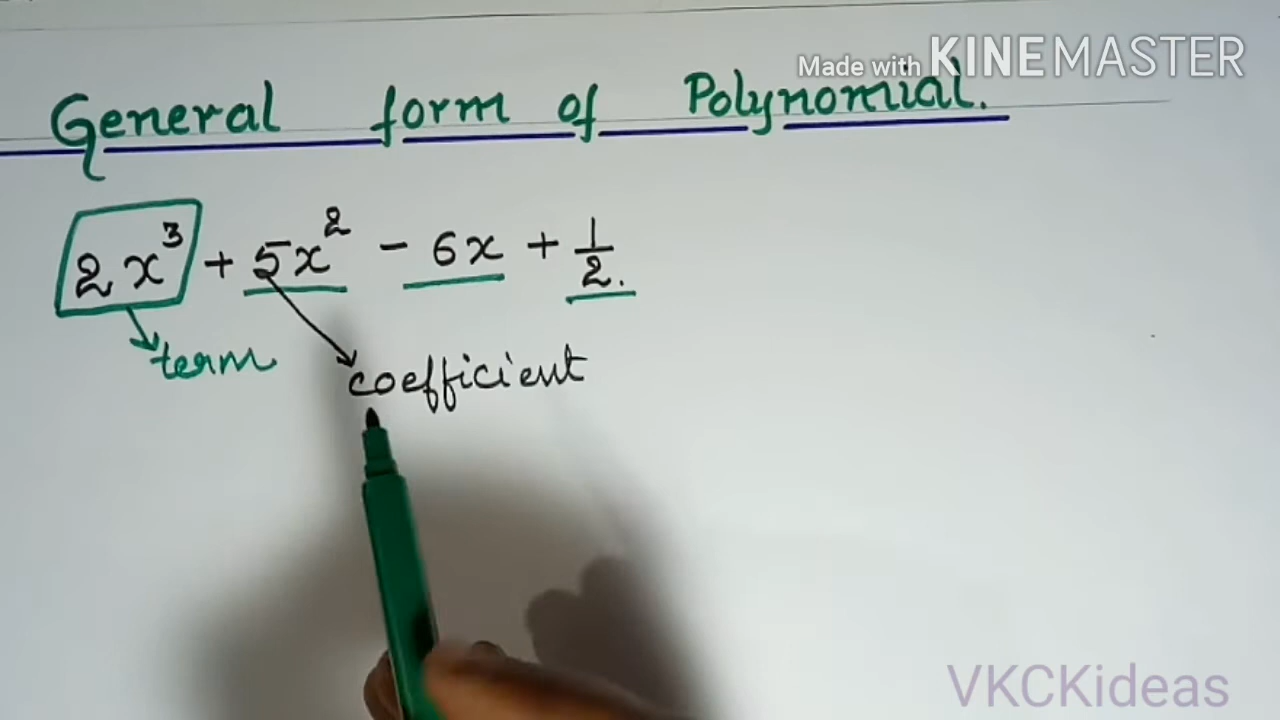 Made with KINEMASTER
General form of Polynomial.
2x³ + 5x² - 6x + 1/2.
term
coefficient
VKCKideas